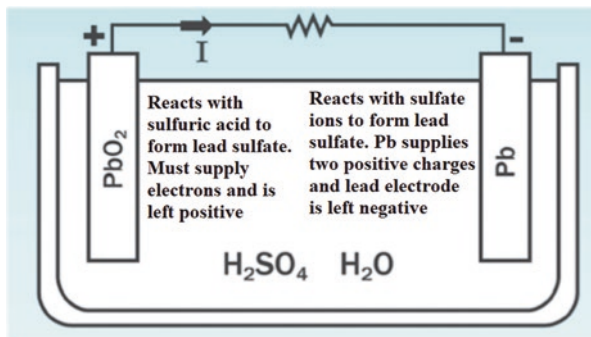 +
I
-
PbO₂
Reacts with
sulfuric acid to
form lead sulfate.
Must supply
electrons and is
left positive
Reacts with sulfate
ions to form lead
sulfate. Pb supplies
two positive charges
and lead electrode
is left negative
Pb
H₂SO₄ H₂O